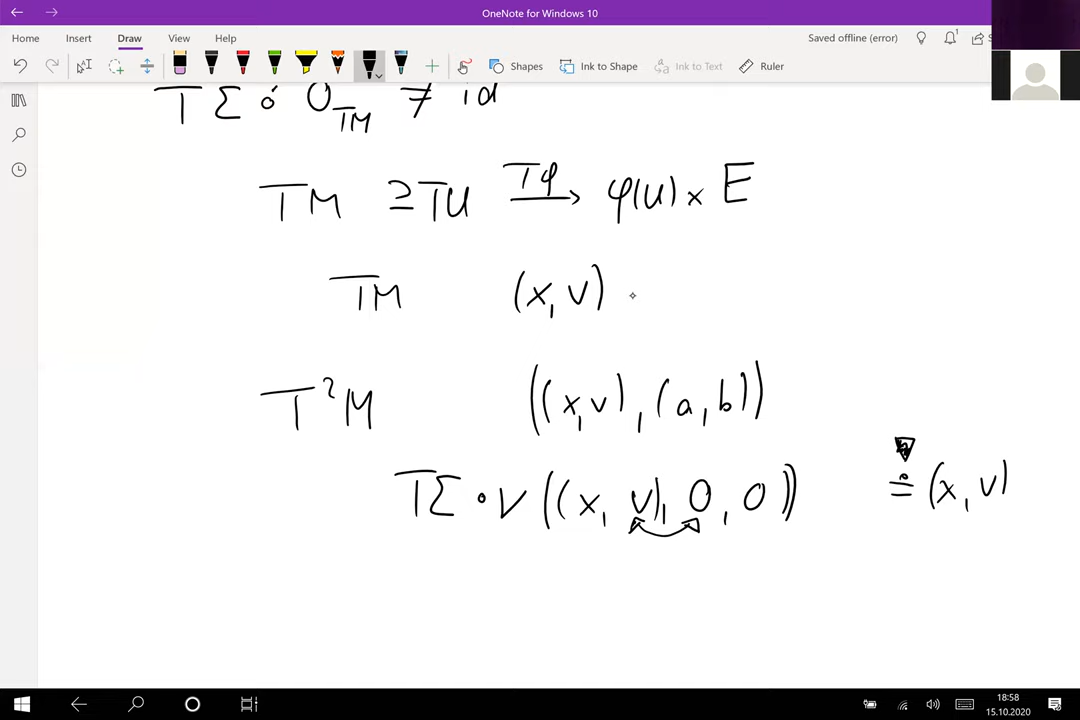 OneNote for Windows 10
Home Insert Draw View Help Saved offline (error)
Shapes Ink to Shape Ink to Text Ruler
TΣ ∘ 0_TM ≠ id
TM ⊇ TU →^{Tφ} φ(U) × E
TM (x, v)
T²M ((x,v), (a, b))
TΣ ∘ V ((x, v), 0, 0)) ≐ (x, v)
18:58
15.10.2020